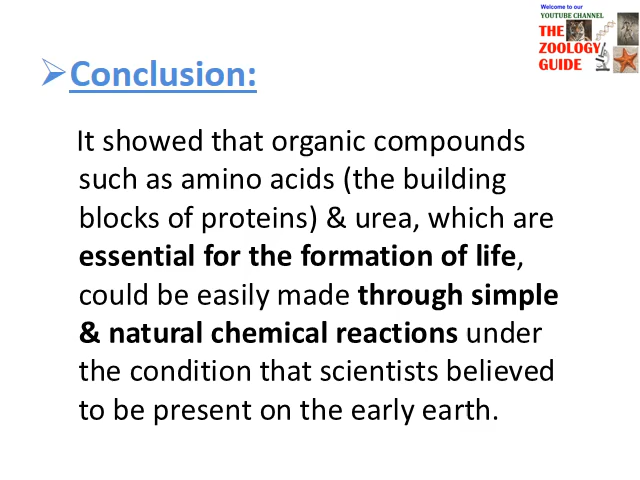 Welcome to our
YOUTUBE CHANNEL
THE
ZOOLOGY
GUIDE
➢Conclusion:
It showed that organic compounds
such as amino acids (the building
blocks of proteins) & urea, which are
essential for the formation of life,
could be easily made through simple
& natural chemical reactions under
the condition that scientists believed
to be present on the early earth.